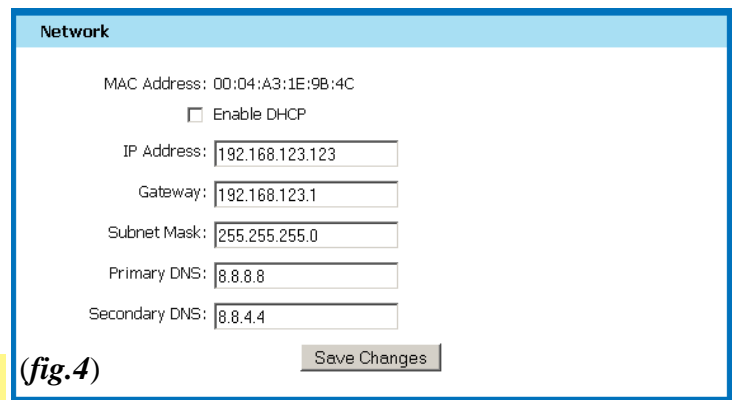 Network
MAC Address: 00:04:A3:1E:9B:4C
Enable DHCP
IP Address: 192.168.123.123
Gateway: 192.168.123.1
Subnet Mask: 255.255.255.0
Primary DNS: 8.8.8.8
Secondary DNS: 8.8.4.4
Save Changes
(fig.4)